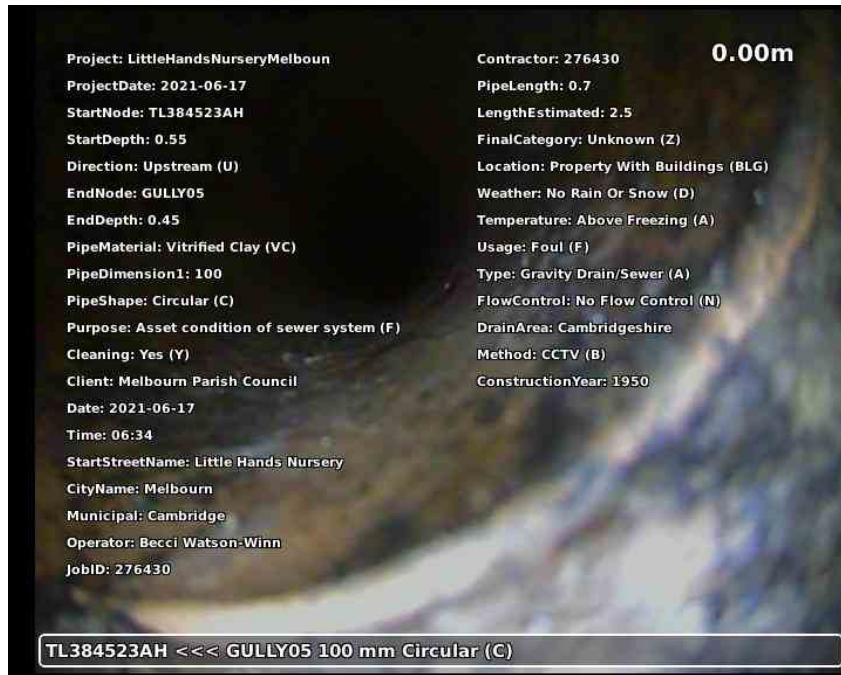 Project: LittleHandsNurseryMelboun
ProjectDate: 2021-06-17
StartNode: TL384523AH
StartDepth: 0.55
Direction: Upstream (U)
EndNode: GULLY05
EndDepth: 0.45
PipeMaterial: Vitrified Clay (VC)
PipeDimension1: 100
PipeShape: Circular (C)
Purpose: Asset condition of sewer system (F)
Cleaning: Yes (Y)
Client: Melbourn Parish Council
Date: 2021-06-17
Time: 06:34
StartStreetName: Little Hands Nursery
CityName: Melbourn
Municipal: Cambridge
Operator: Becci Watson-Winn
JobID: 276430
Contractor: 276430
PipeLength: 0.7
LengthEstimated: 2.5
FinalCategory: Unknown (Z)
Location: Property With Buildings (BLG)
Weather: No Rain Or Snow (D)
Temperature: Above Freezing (A)
Usage: Foul (F)
Type: Gravity Drain/Sewer (A)
FlowControl: No Flow Control (N)
DrainArea: Cambridgeshire
Method: CCTV (B)
ConstructionYear: 1950
0.00m
TL384523AH <<< GULLY05 100 mm Circular (C)